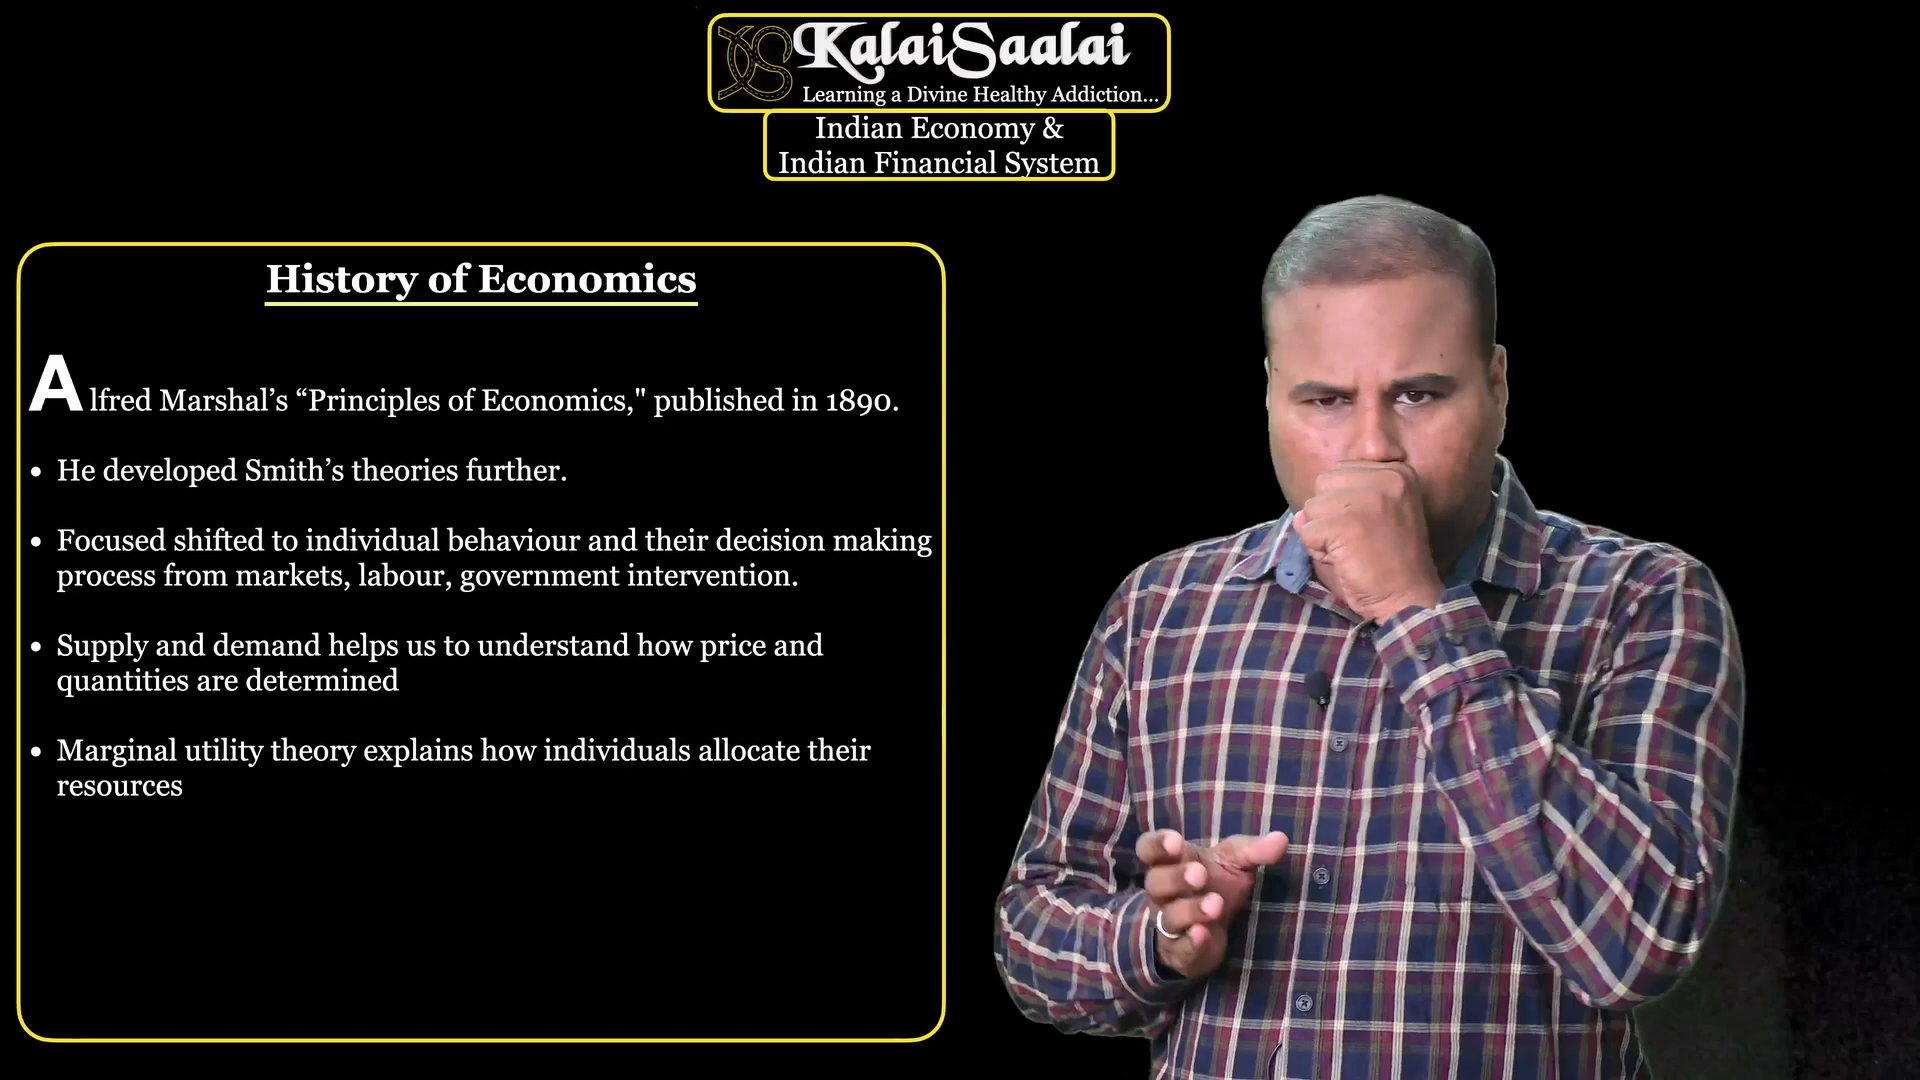 KalaiSaalai
Learning a Divine Healthy Addiction...
Indian Economy &
Indian Financial System
History of Economics
Alfred Marshal’s “Principles of Economics," published in 1890.
• He developed Smith’s theories further.
• Focused shifted to individual behaviour and their decision making
process from markets, labour, government intervention.
• Supply and demand helps us to understand how price and
quantities are determined
• Marginal utility theory explains how individuals allocate their
resources